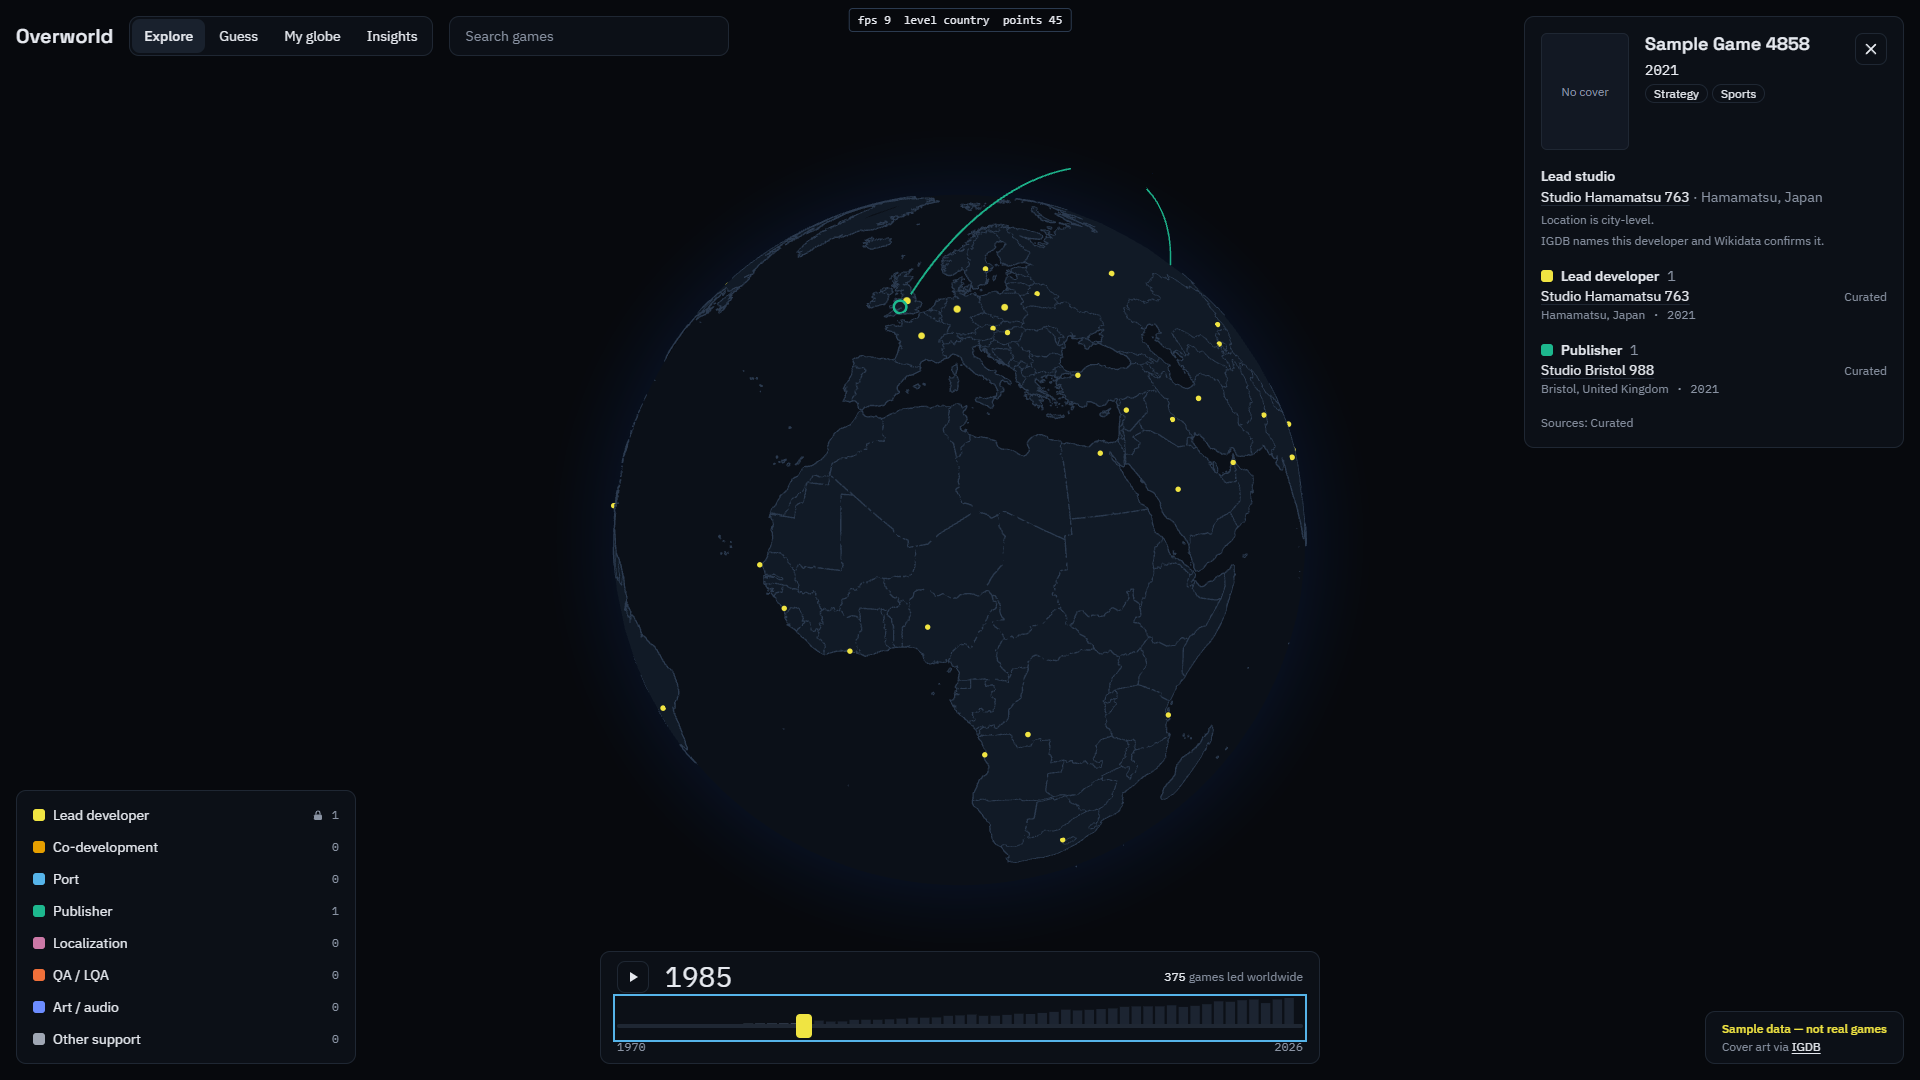 Overworld
Explore
Guess
My globe
Insights
Search games
fps 9 level country points 45
No cover
Sample Game 4858
2021
Strategy
Sports
Lead studio
Studio Hamamatsu 763 · Hamamatsu, Japan
Location is city-level.
IGDB names this developer and Wikidata confirms it.
Lead developer 1
Studio Hamamatsu 763
Curated
Hamamatsu, Japan · 2021
Publisher 1
Studio Bristol 988
Curated
Bristol, United Kingdom · 2021
Sources: Curated
Lead developer 1
Co-development 0
Port 0
Publisher 1
Localization 0
QA / LQA 0
Art / audio 0
Other support 0
1985
375 games led worldwide
1970
2026
Sample data — not real games
Cover art via IGDB